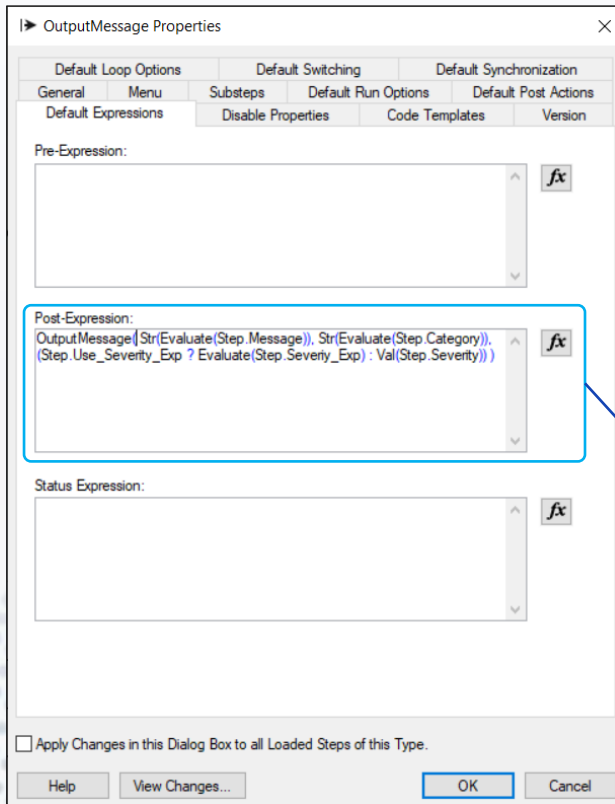 OutputMessage Properties
Default Loop Options Default Switching Default Synchronization
General Menu Substeps Default Run Options Default Post Actions
Default Expressions Disable Properties Code Templates Version
Pre-Expression:
fx
Post-Expression:
OutputMessage( Str(Evaluate(Step.Message)), Str(Evaluate(Step.Category)),
(Step.Use_Severity_Exp ? Evaluate(Step.Severiy_Exp) : Val(Step.Severity)) )
fx
Status Expression:
fx
Apply Changes in this Dialog Box to all Loaded Steps of this Type.
Help View Changes... OK Cancel